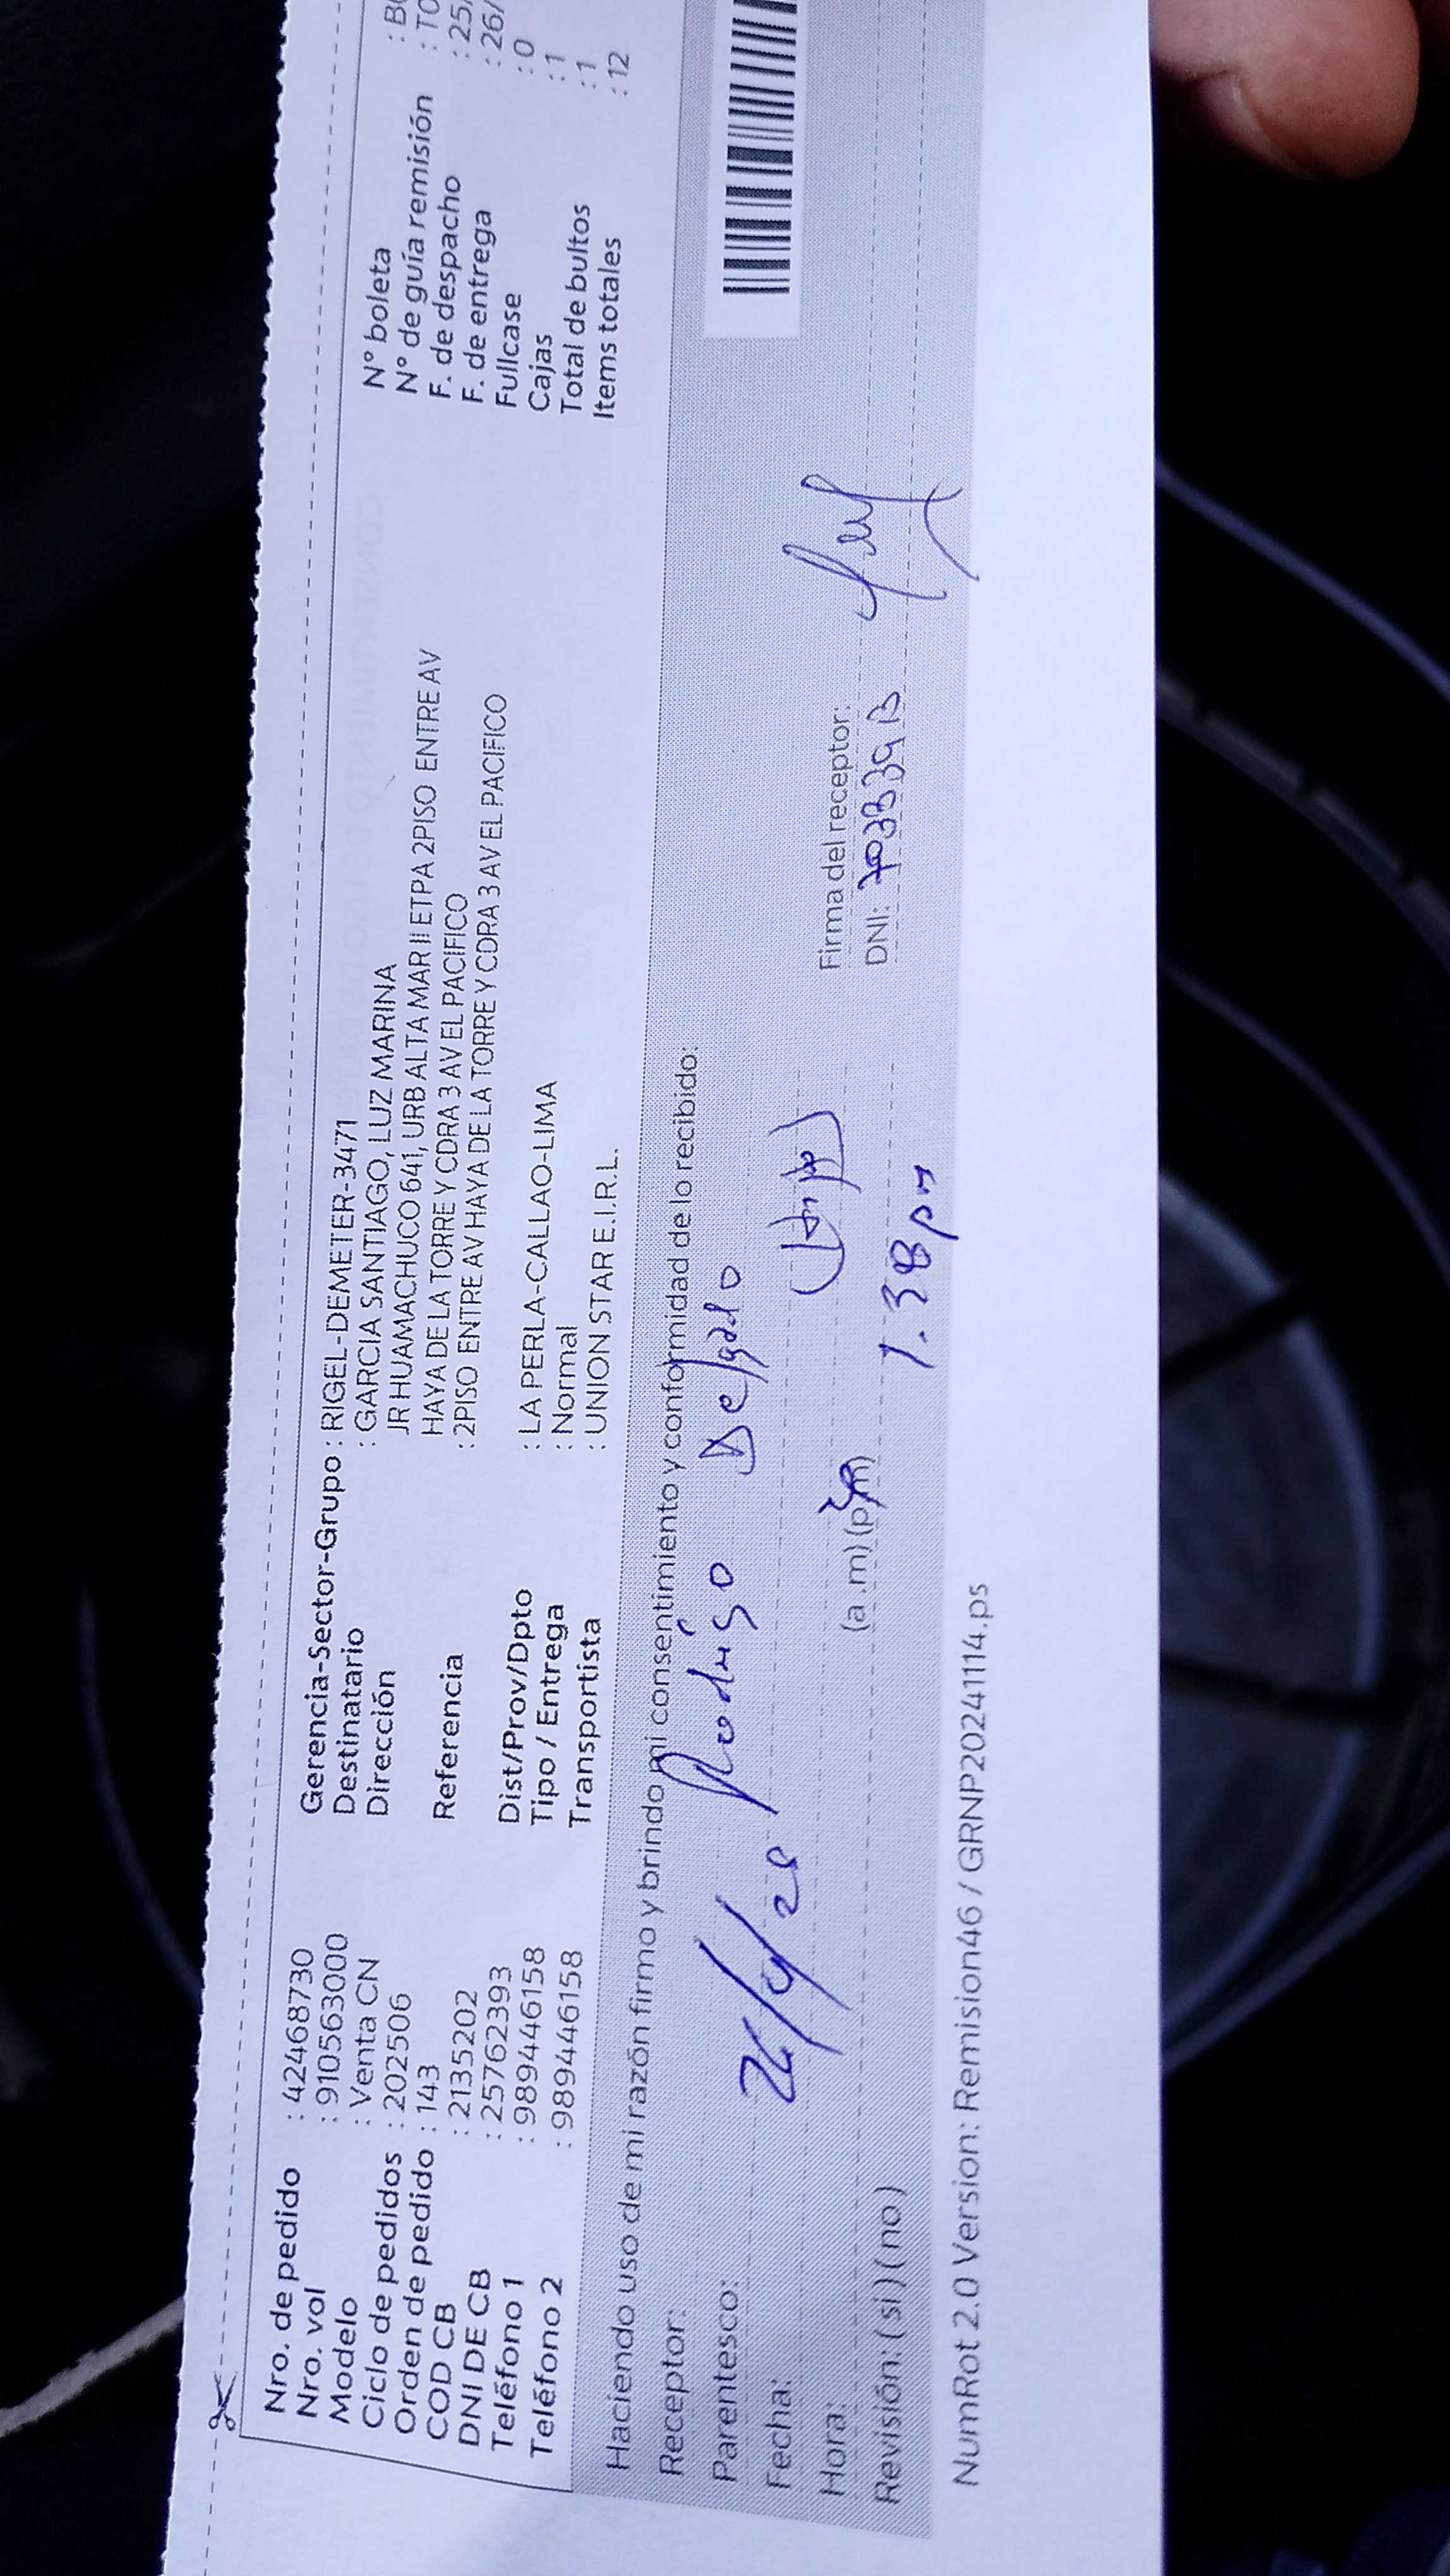 Nro. de pedido : 42468730
Nro. vol : 910563000
Modelo : Venta CN
Ciclo de pedidos : 202506
Orden de pedido : 143
COD CB : 2135202
DNI DE CB : 25762393
Teléfono 1 : 989446158
Teléfono 2 : 989446158
Gerencia-Sector-Grupo : RIGEL-DEMETER-3471
Destinatario : GARCIA SANTIAGO, LUZ MARINA
Dirección JR HUAMACHUCO 641, URB ALTA MAR II ETPA 2PISO ENTRE AV
HAYA DE LA TORRE Y CDRA 3 AV EL PACIFICO
Referencia : 2PISO ENTRE AV HAYA DE LA TORRE Y CDRA 3 AV EL PACIFICO
Dist/Prov/Dpto : LA PERLA-CALLAO-LIMA
Tipo / Entrega : Normal
Transportista : UNION STAR E.I.R.L.
N° boleta : B
N° de guía remisión : T0
F. de despacho : 25/
F. de entrega : 26/
Fullcase : 0
Cajas : 1
Total de bultos : 1
Items totales : 12
Haciendo uso de mi razón firmo y brindo mi consentimiento y conformidad de lo recibido:
Receptor: Rodrigo Delgado
Parentesco:
Fecha: 26/4/25
Hora: (a .m) (p.m)
1.38 pm
Revisión: (si) (no)
Firma del receptor:
DNI:
NumRot 2.0 Version: Remision46 / GRNP20241114.ps